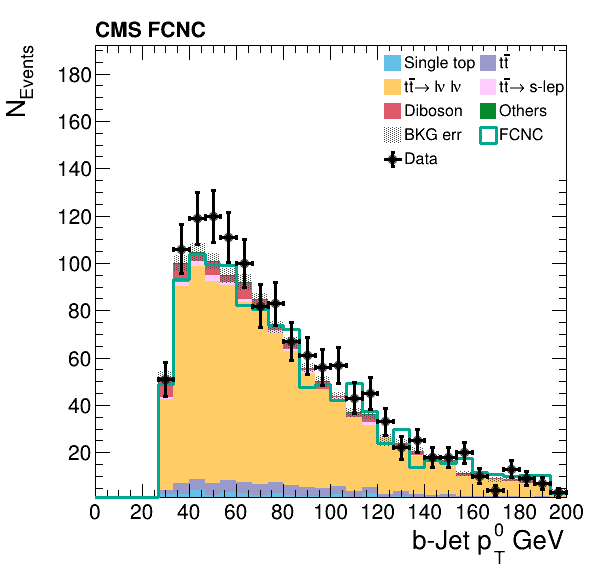 CMS FCNC
N_Events
180
160
140
120
100
80
60
40
20
Single top
tt̄
tt̄→ lν lν
tt̄→ s-lep
Diboson
Others
BKG err
FCNC
Data
0 20 40 60 80 100 120 140 160 180 200
b-Jet p_T^0 GeV